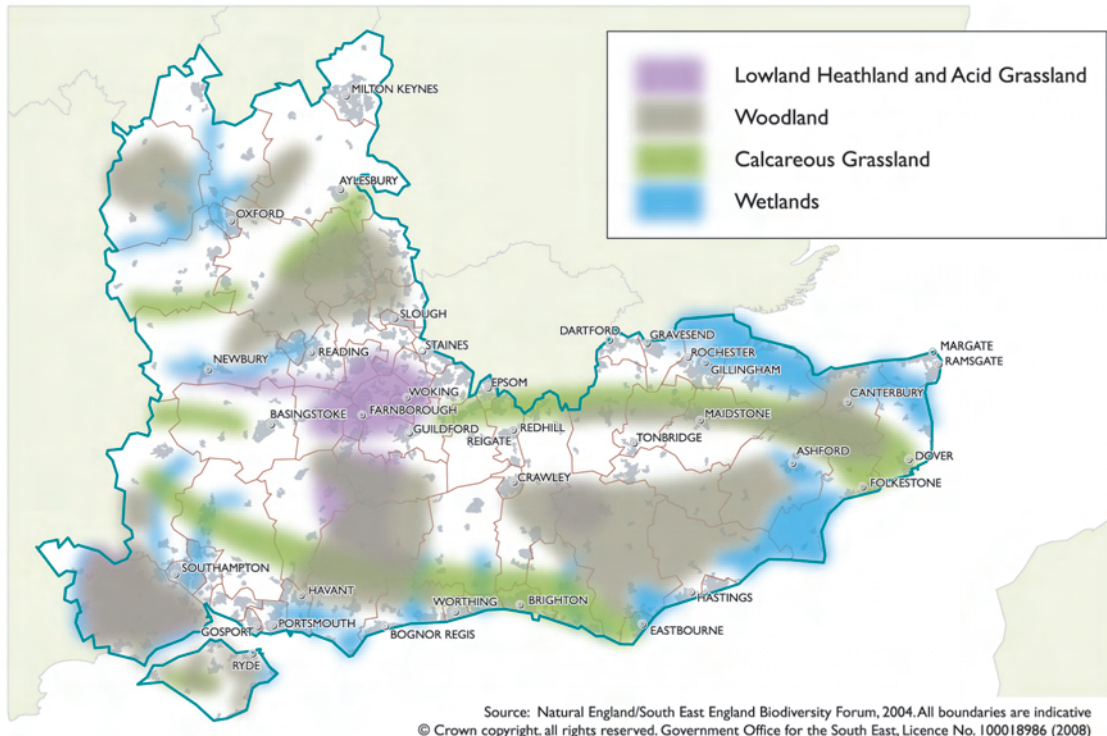 Lowland Heathland and Acid Grassland
Woodland
Calcareous Grassland
Wetlands
MILTON KEYNES
AYLESBURY
OXFORD
SLOUGH
STAINES
READING
NEWBURY
DARTFORD
GRAVESEND
ROCHESTER
GILLINGHAM
MARGATE
RAMSGATE
CANTERBURY
EPSOM
WOKING
FARNBOROUGH
BASINGSTOKE
GUILDFORD
REDHILL
REIGATE
MAIDSTONE
TONBRIDGE
ASHFORD
DOVER
FOLKESTONE
CRAWLEY
SOUTHAMPTON
HAVANT
WORTHING
BRIGHTON
HASTINGS
GOSPORT
PORTSMOUTH
BOGNOR REGIS
EASTBOURNE
RYDE
Source: Natural England/South East England Biodiversity Forum, 2004. All boundaries are indicative
© Crown copyright. all rights reserved. Government Office for the South East, Licence No. 100018986 (2008)